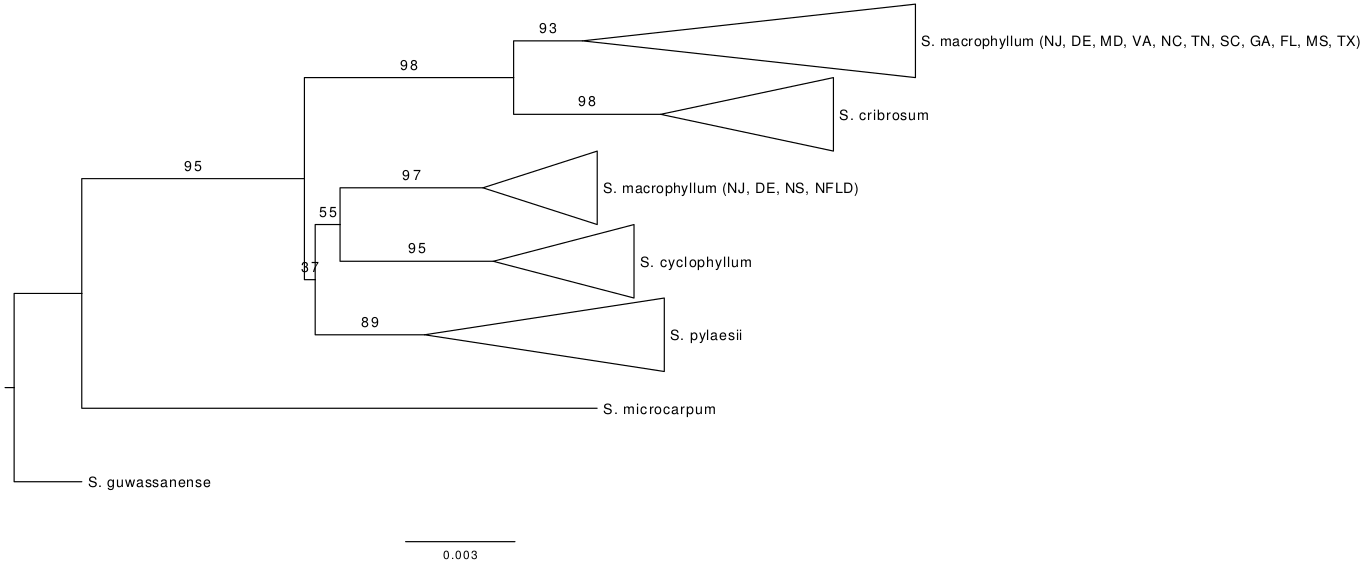 93
S. macrophyllum (NJ, DE, MD, VA, NC, TN, SC, GA, FL, MS, TX)
98
98
S. cribrosum
95
97
S. macrophyllum (NJ, DE, NS, NFLD)
55
95
S. cyclophyllum
37
89
S. pylaesii
S. microcarpum
S. guwassanense
0.003